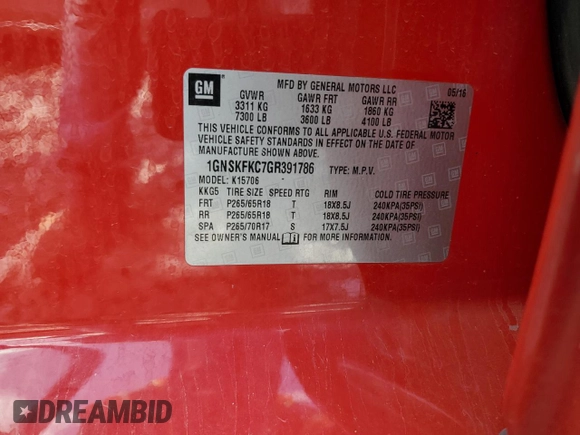 GM
MFD BY GENERAL MOTORS LLC
GVWR GAWR FRT GAWR RR 05/16
3311 KG 1633 KG 1860 KG
7300 LB 3600 LB 4100 LB
THIS VEHICLE CONFORMS TO ALL APPLICABLE U.S. FEDERAL MOTOR
VEHICLE SAFETY STANDARDS IN EFFECT ON THE DATE OF
MANUFACTURE SHOWN ABOVE.
1GNSKFKC7GR391786 TYPE: M.P.V.
MODEL: K15706
KKG5 TIRE SIZE SPEED RTG RIM COLD TIRE PRESSURE
FRT P265/65R18 T 18X8.5J 240KPA(35PSI)
RR P265/65R18 T 18X8.5J 240KPA(35PSI)
SPA P265/70R17 S 17X7.5J 240KPA(35PSI)
SEE OWNER'S MANUAL FOR MORE INFORMATION.
DREAMBID